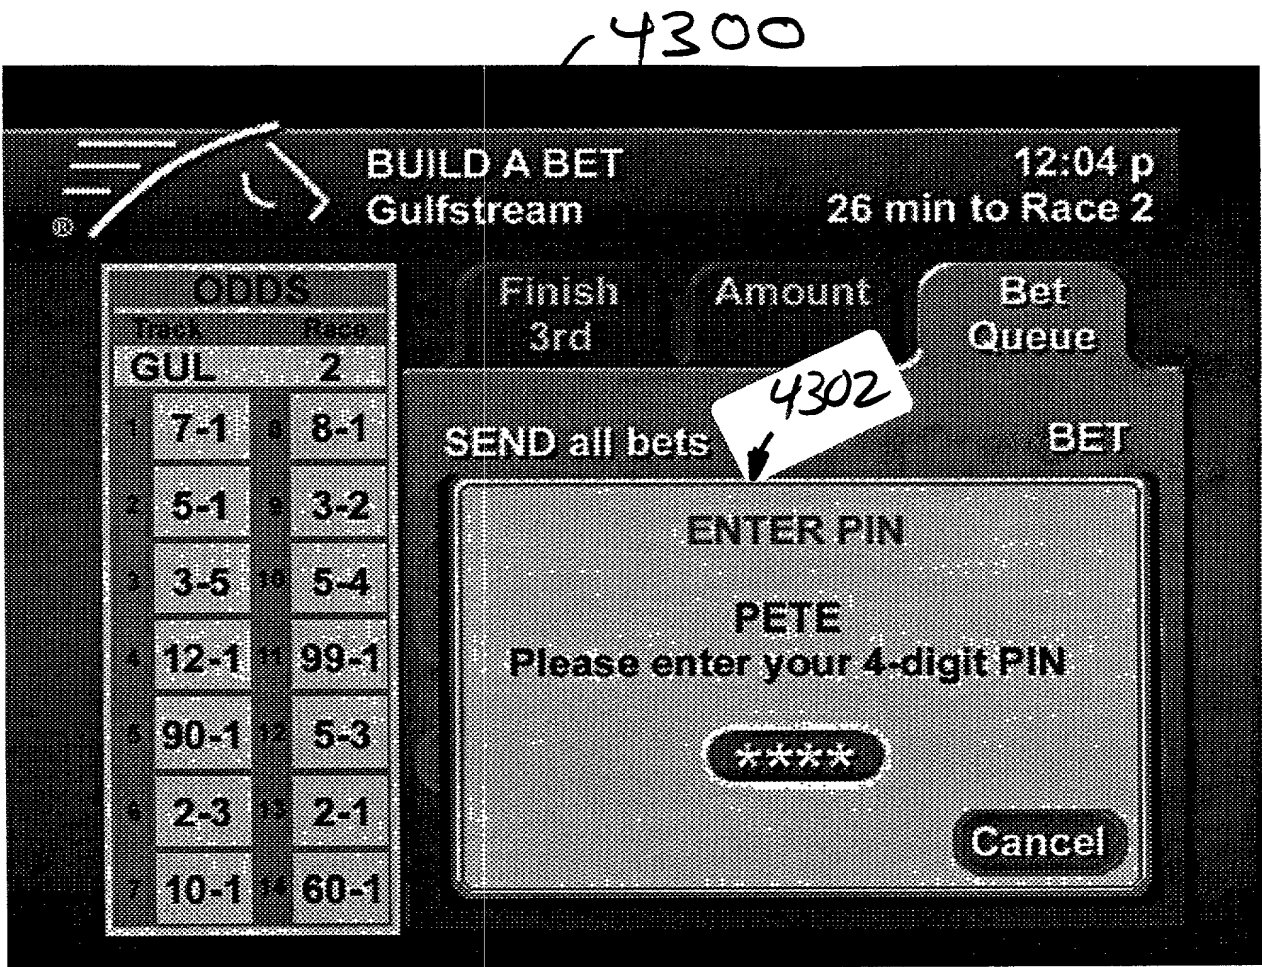 4300
BUILD A BET
12:04 p
Gulfstream
26 min to Race 2
®
ODDS
Track Race
GUL 2
1 7-1 8 8-1
2 5-1 9 3-2
3 3-5 10 5-4
4 12-1 11 99-1
5 90-1 12 5-3
6 2-3 13 2-1
7 10-1 14 60-1
Finish
3rd
Amount
Bet
Queue
4302
SEND all bets
BET
ENTER PIN
PETE
Please enter your 4-digit PIN
****
Cancel